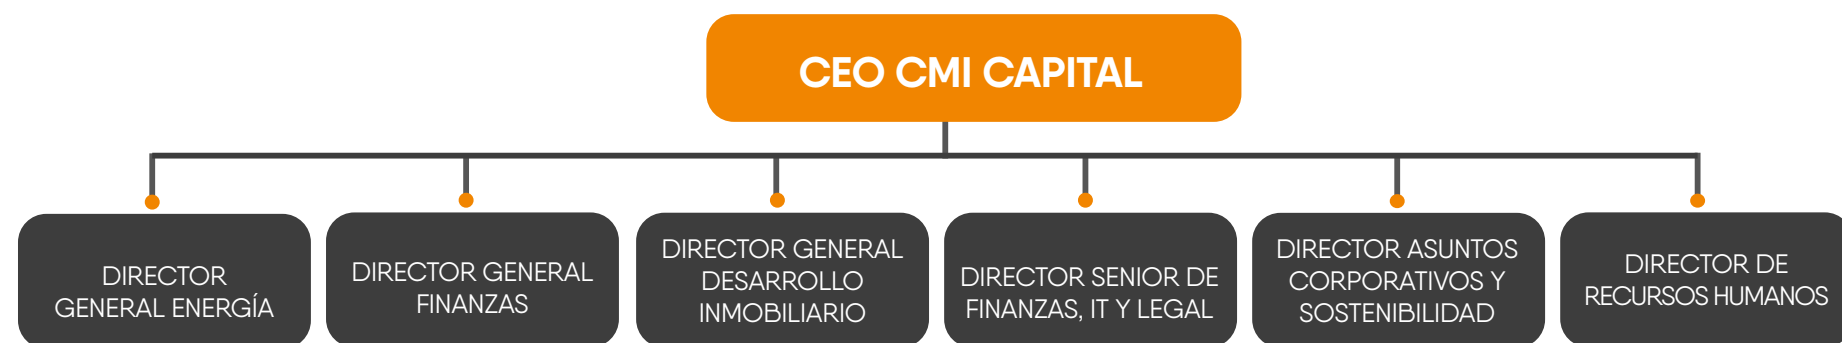 CEO CMI CAPITAL
DIRECTOR
GENERAL ENERGÍA
DIRECTOR GENERAL
FINANZAS
DIRECTOR GENERAL
DESARROLLO
INMOBILIARIO
DIRECTOR SENIOR DE
FINANZAS, IT Y LEGAL
DIRECTOR ASUNTOS
CORPORATIVOS Y
SOSTENIBILIDAD
DIRECTOR DE
RECURSOS HUMANOS